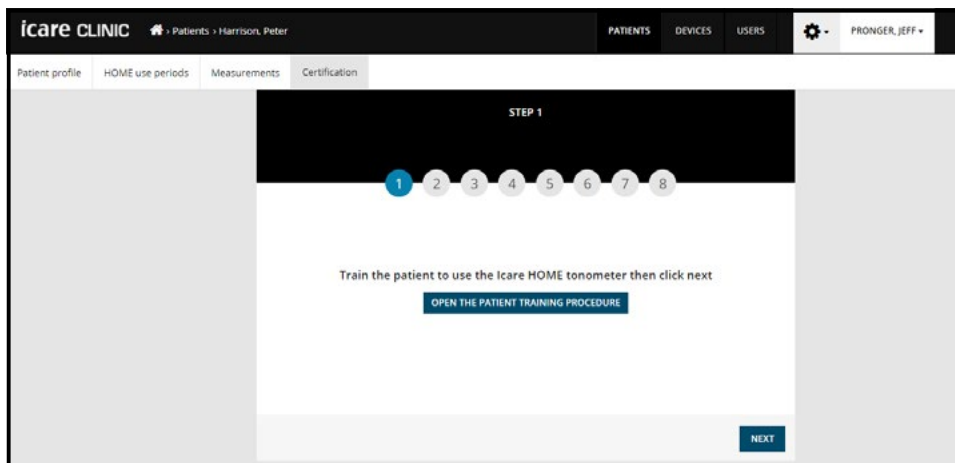 icare CLINIC › Patients › Harrison, Peter PATIENTS DEVICES USERS PRONGER, JEFF
Patient profile HOME use periods Measurements Certification
STEP 1
1 2 3 4 5 6 7 8
Train the patient to use the Icare HOME tonometer then click next
OPEN THE PATIENT TRAINING PROCEDURE
NEXT